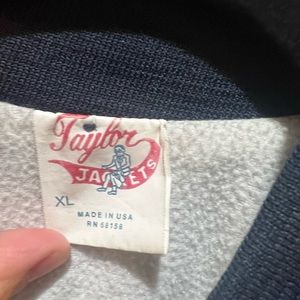 Taylor
JACKETS
XL
MADE IN USA
RN 58158